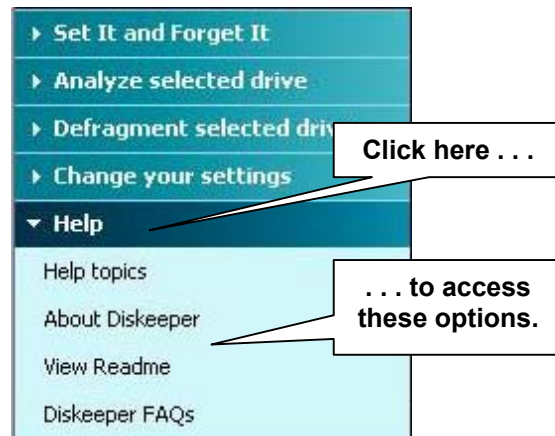 Set It and Forget It
Analyze selected drive
Defragment selected driv
Click here . . .
Change your settings
Help
Help topics
. . . to access
these options.
About Diskeeper
View Readme
Diskeeper FAQs